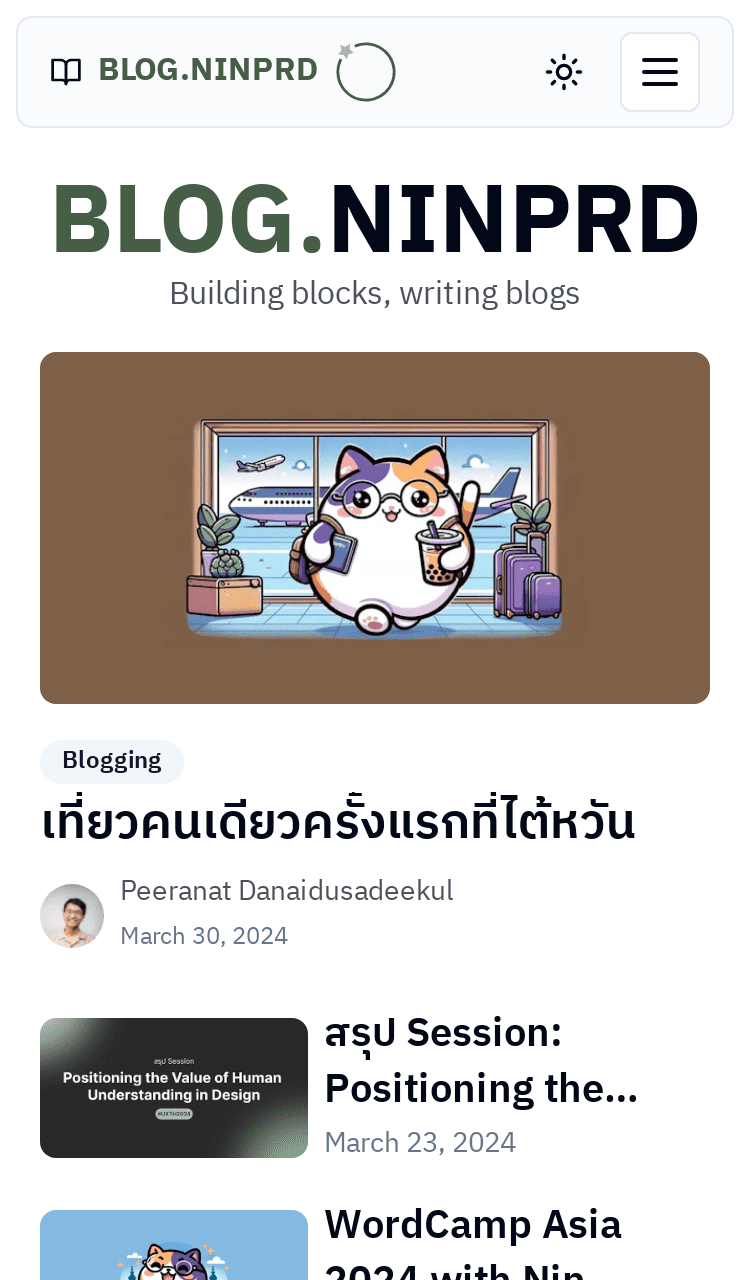 BLOG.NINPRD
BLOG.NINPRD
Building blocks, writing blogs
Blogging
เที่ยวคนเดียวครั้งแรกที่ไต้หวัน
Peeranat Danaidusadeekul
March 30, 2024
สรุป Session
Positioning the Value of Human
Understanding in Design
#UXTH2024
สรุป Session:
Positioning the...
March 23, 2024
WordCamp Asia
2024 with Nin